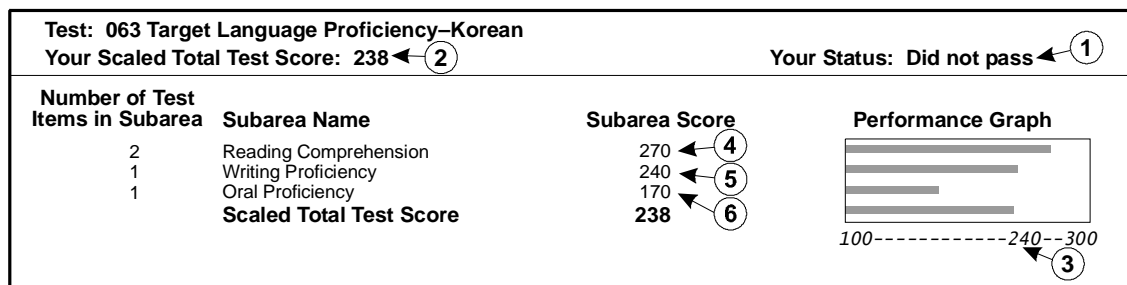 Test: 063 Target Language Proficiency–Korean
Your Scaled Total Test Score: 238 2 Your Status: Did not pass 1
Number of Test
Items in Subarea Subarea Name Subarea Score Performance Graph
2 Reading Comprehension 270 4
1 Writing Proficiency 240 5
1 Oral Proficiency 170 6
Scaled Total Test Score 238
100------------240--300
3